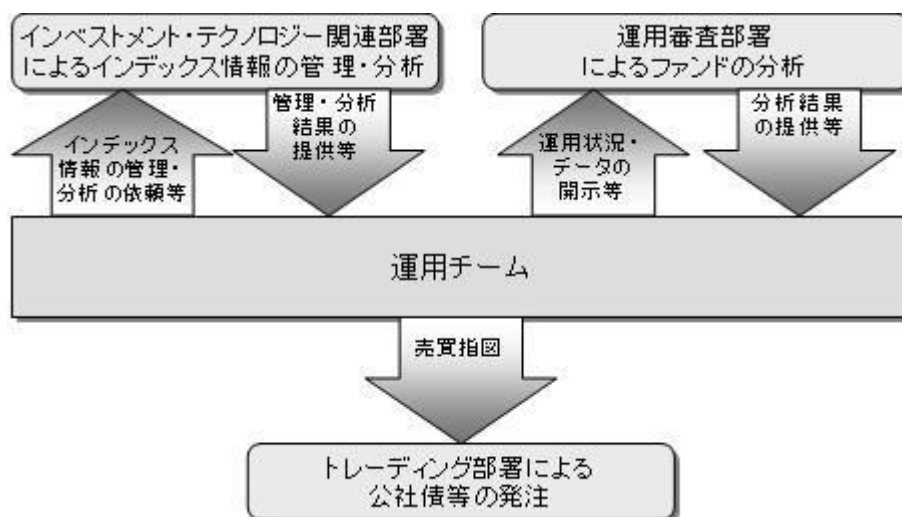 インベストメント・テクノロジー関連部署
によるインデックス情報の管理・分析
運用審査部署
によるファンドの分析
インデックス
情報の管理・
分析の依頼等
管理・分析
結果の
提供等
運用状況・
データの
開示等
分析結果
の提供等
運用チーム
売買指図
トレーディング部署による
公社債等の発注